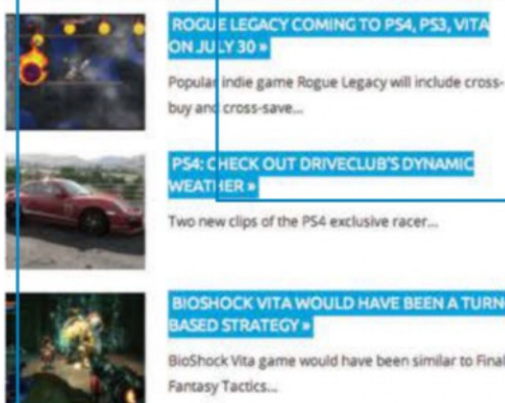 ROGUE LEGACY COMING TO PS4, PS3, VITA
ON JULY 30 »
Popular indie game Rogue Legacy will include cross-
buy and cross-save...
PS4: CHECK OUT DRIVECLUB'S DYNAMIC
WEATHER »
Two new clips of the PS4 exclusive racer...
BIOSHOCK VITA WOULD HAVE BEEN A TURN
BASED STRATEGY »
BioShock Vita game would have been similar to Final
Fantasy Tactics...